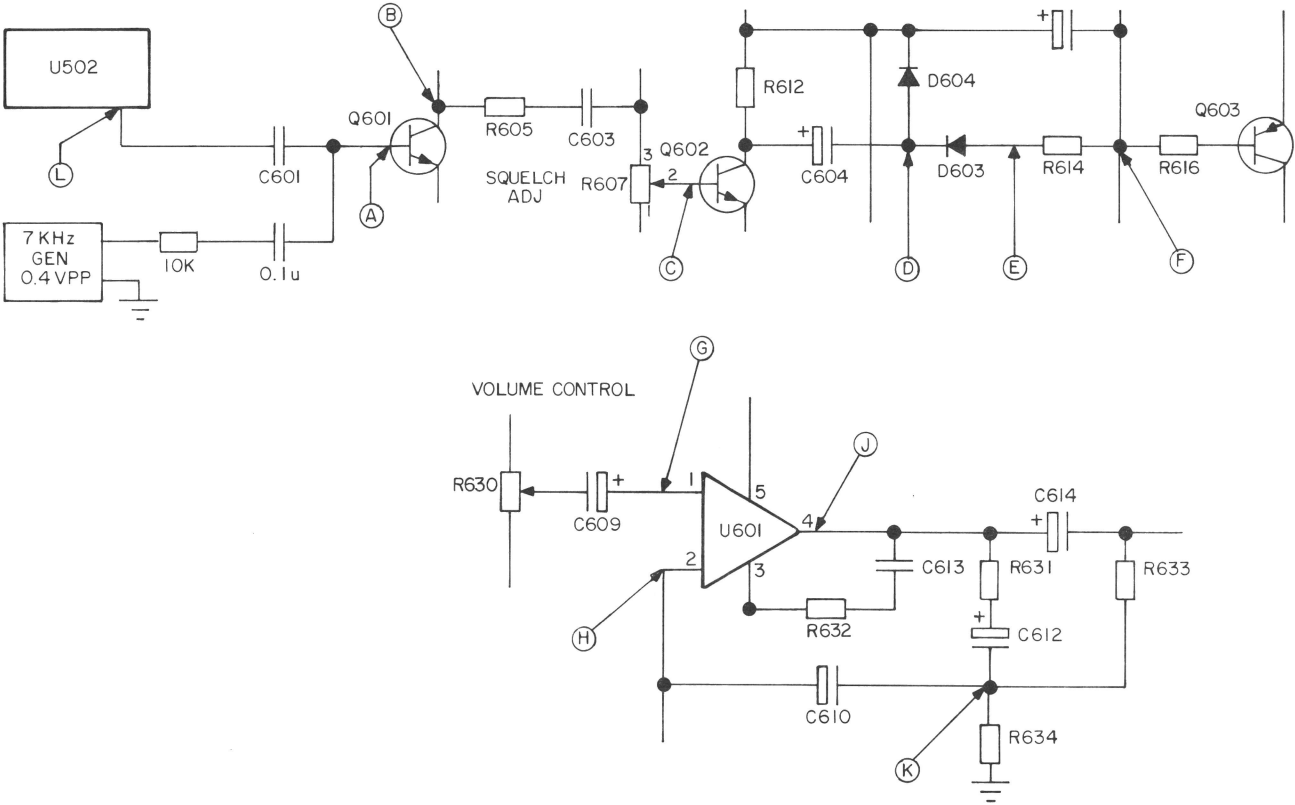 U502
L
C601
A
Q601
B
R605
C603
SQUELCH
ADJ
R607
3
2
1
Q602
C
R612
+
C604
D604
D
D603
E
R614
+
F
R616
Q603
7 KHz
GEN
0.4 VPP
10K
0.1u
VOLUME CONTROL
R630
C609
+
G
1
2
H
U601
5
3
4
J
R632
C613
R631
+
C612
+
C614
R633
C610
K
R634